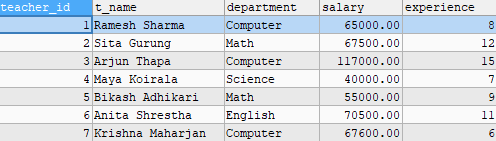 teacher_id t_name department salary experience
1 Ramesh Sharma Computer 65000.00 8
2 Sita Gurung Math 67500.00 12
3 Arjun Thapa Computer 117000.00 15
4 Maya Koirala Science 40000.00 7
5 Bikash Adhikari Math 55000.00 9
6 Anita Shrestha English 70500.00 11
7 Krishna Maharjan Computer 67600.00 6